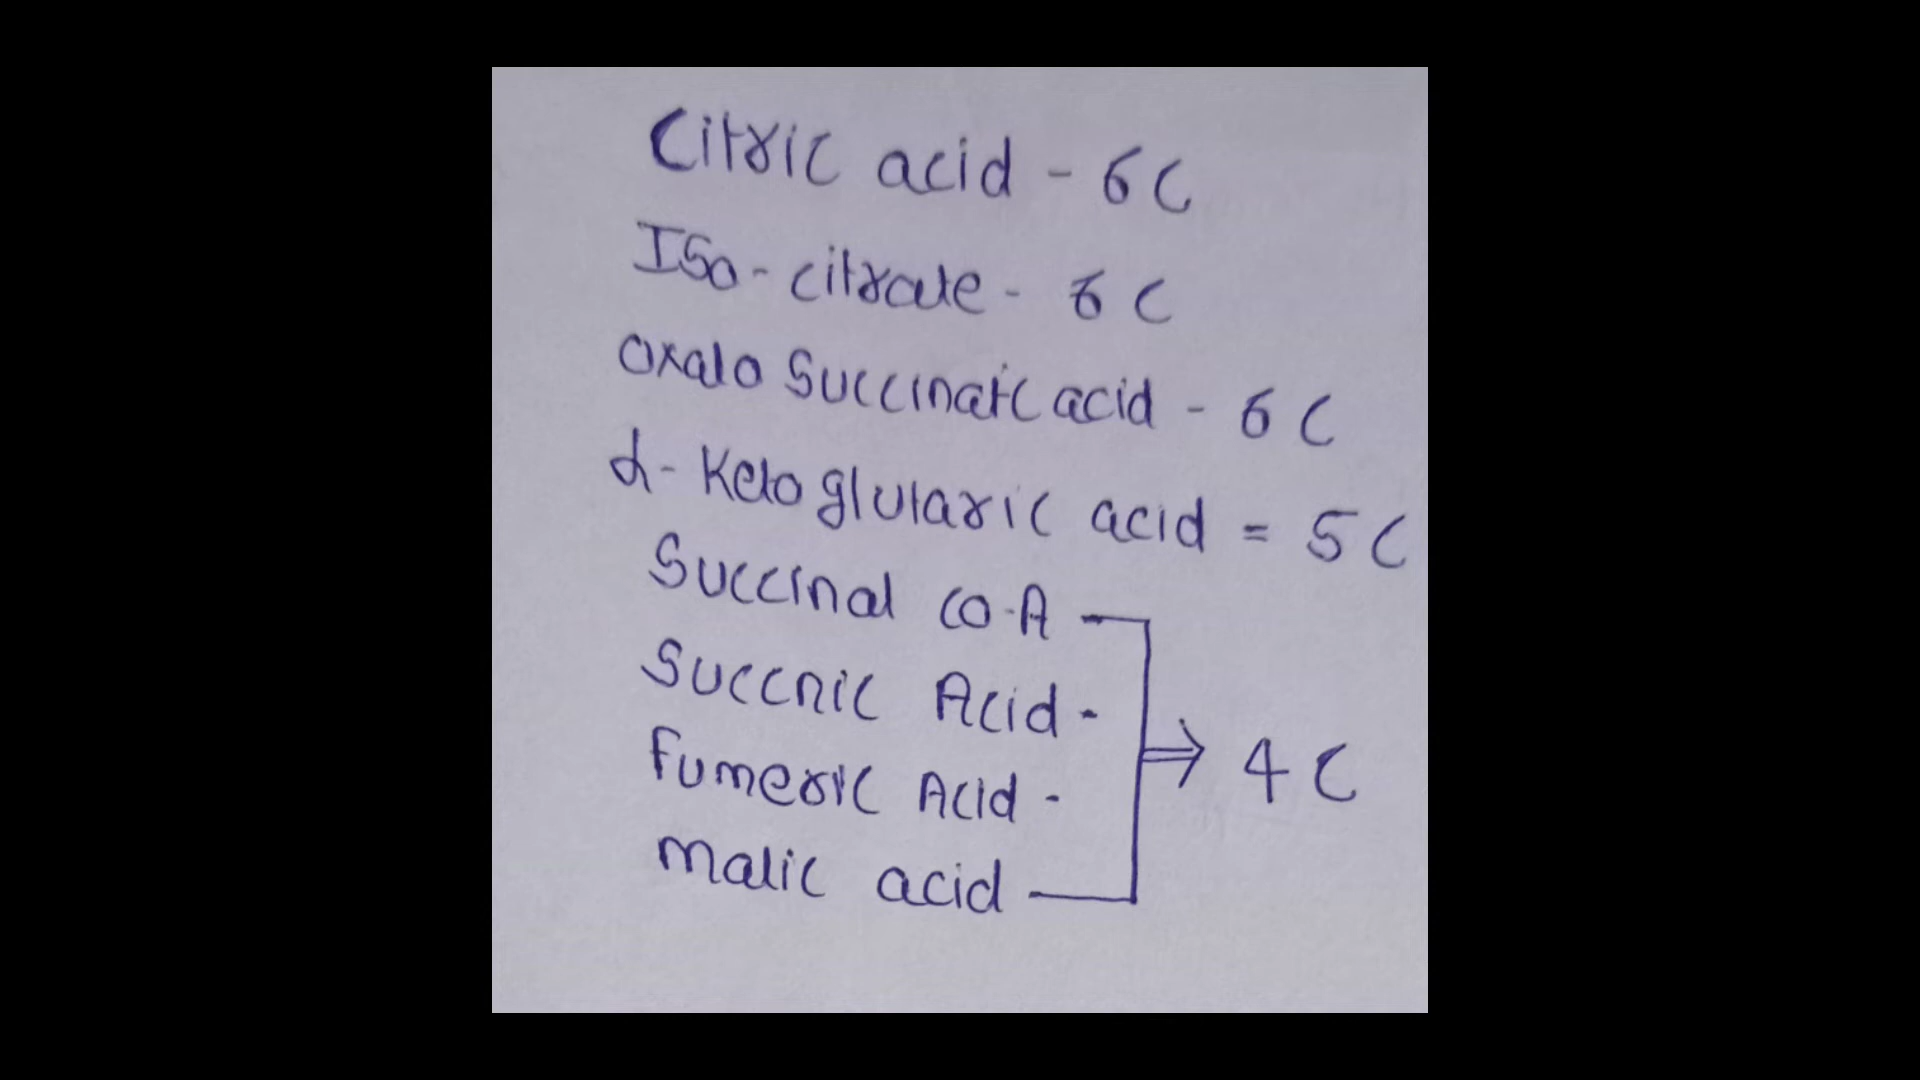 Citric acid - 6C
Iso-citrate - 6C
oxalo Succinatic acid - 6C
α-Keto glutaric acid = 5C
Succinal co-A
Succnic Acid -
Fumeric Acid -
⇒ 4C
malic acid